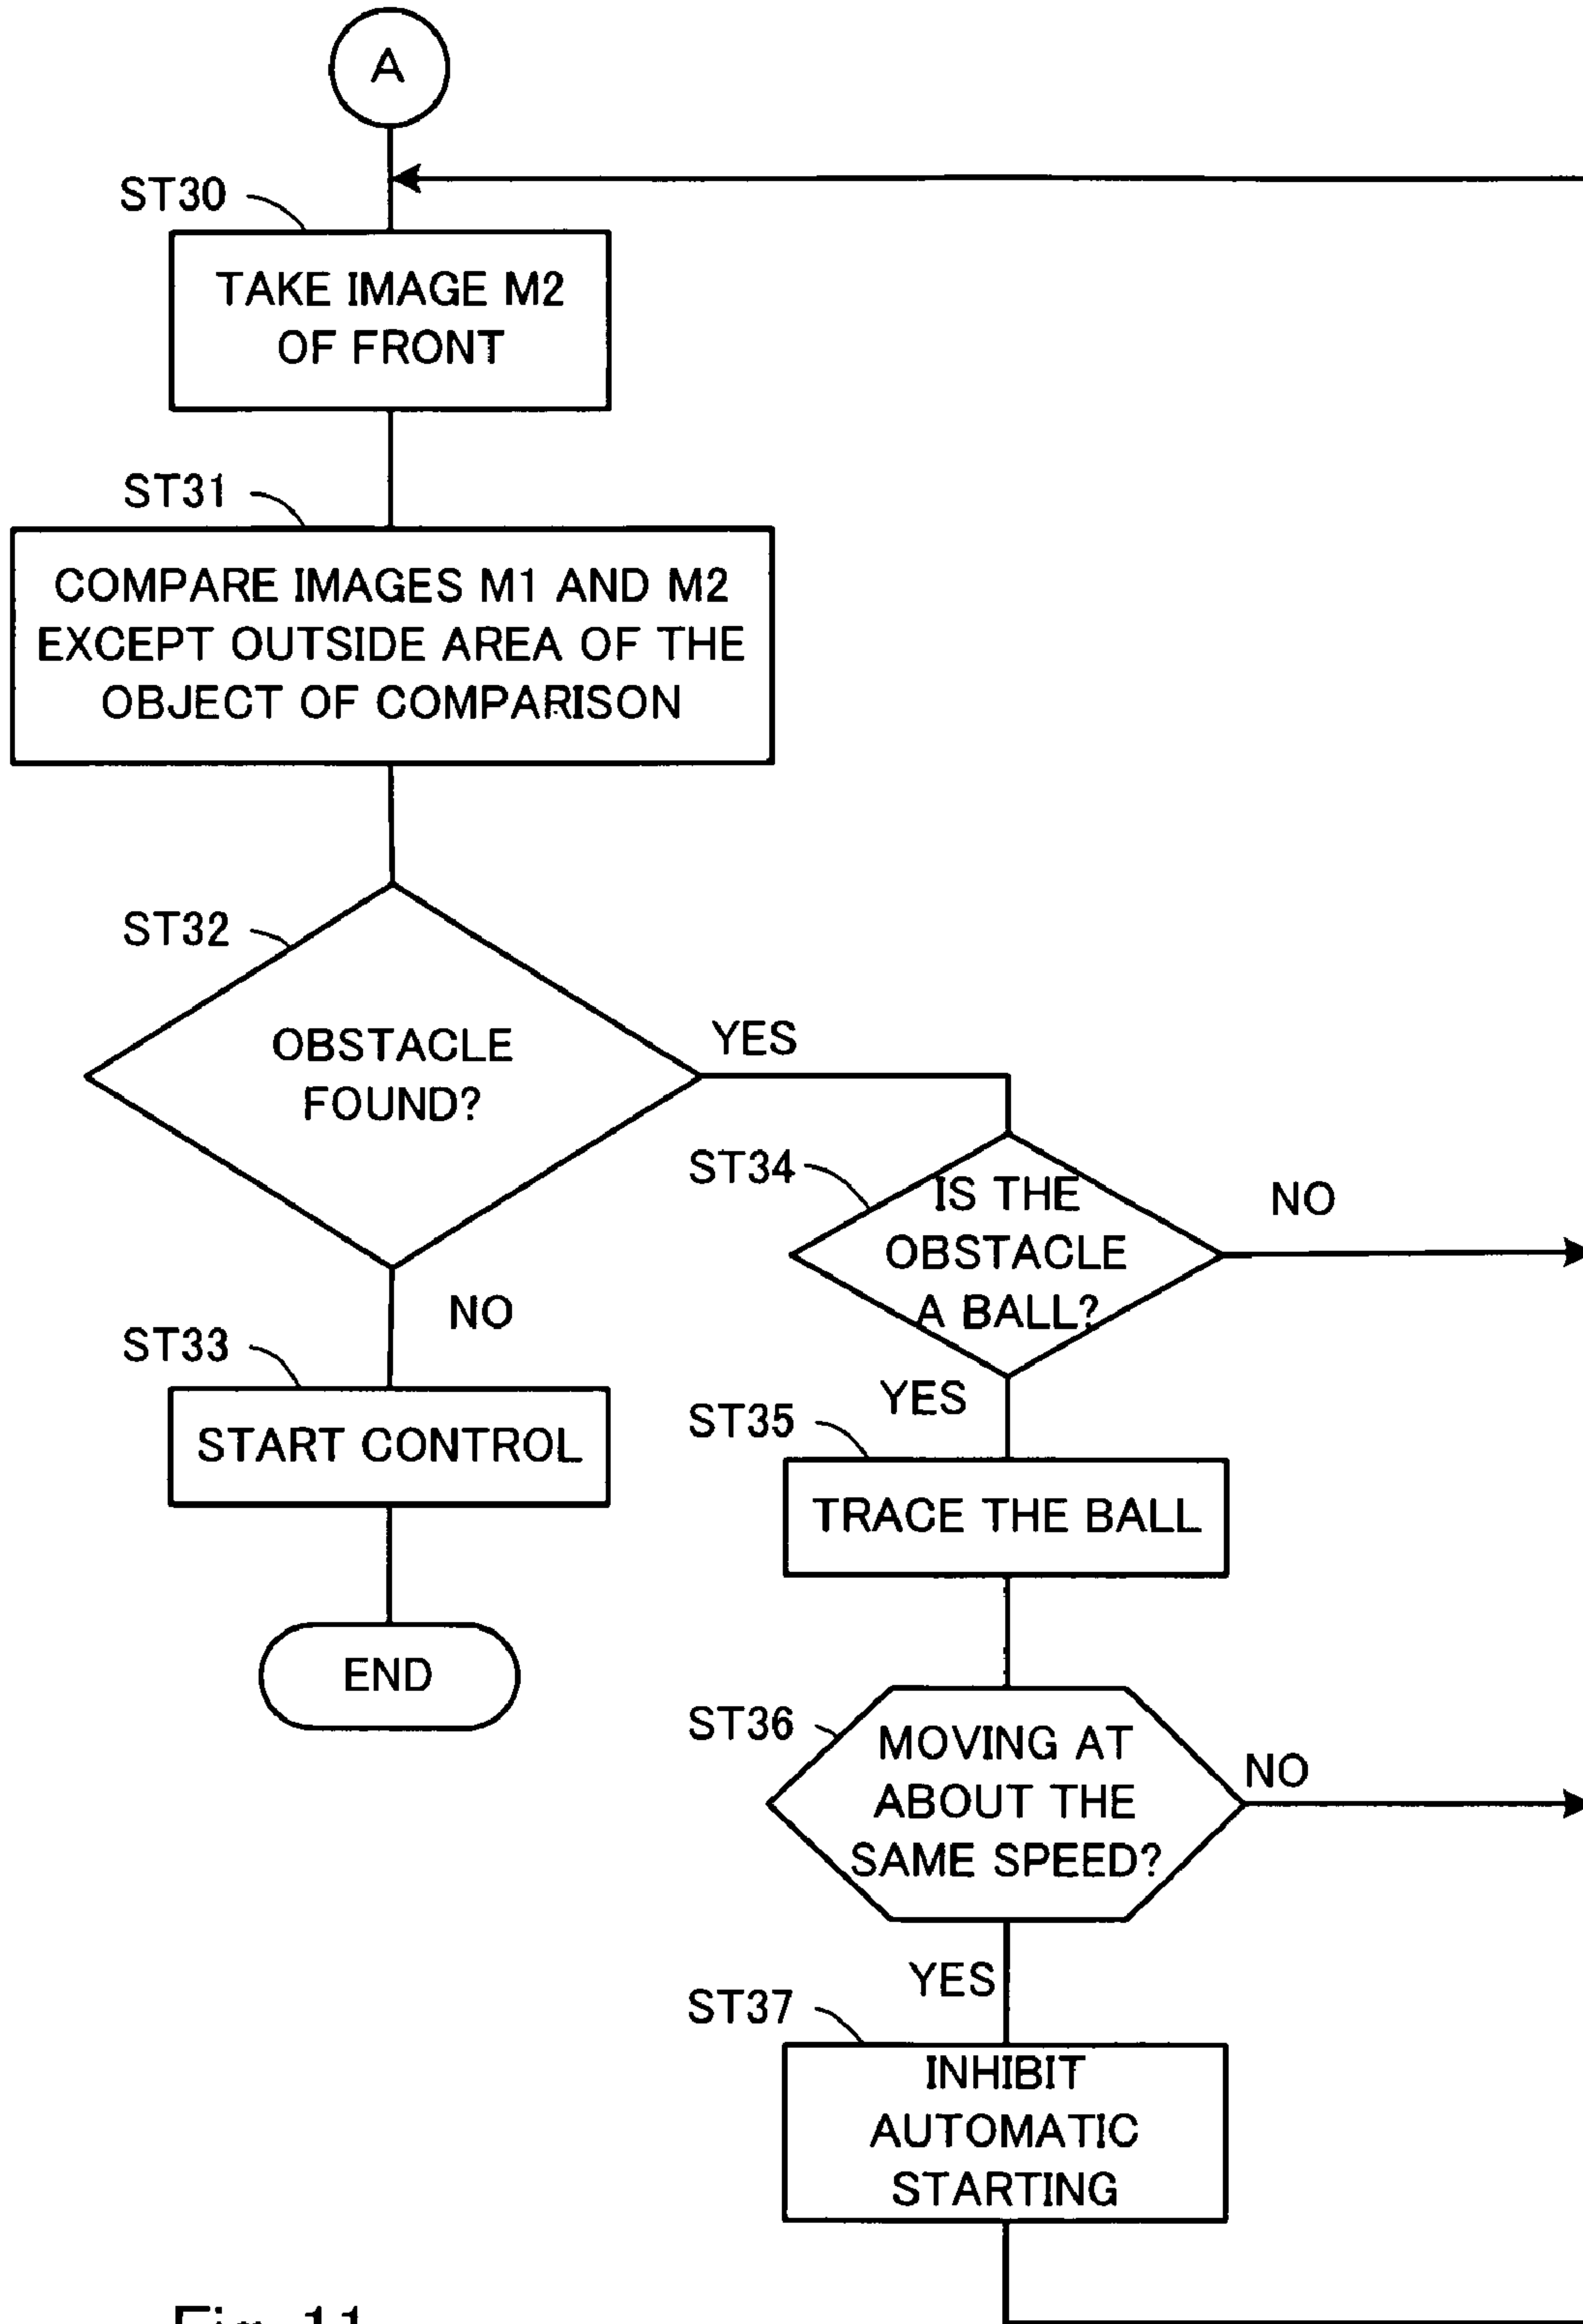 A
ST30
TAKE IMAGE M2
OF FRONT
ST31
COMPARE IMAGES M1 AND M2
EXCEPT OUTSIDE AREA OF THE
OBJECT OF COMPARISON
ST32
OBSTACLE
FOUND?
YES
NO
ST33
START CONTROL
END
ST34
IS THE
OBSTACLE
A BALL?
NO
YES
ST35
TRACE THE BALL
ST36
MOVING AT
ABOUT THE
SAME SPEED?
NO
YES
ST37
INHIBIT
AUTOMATIC
STARTING
Fig. 11